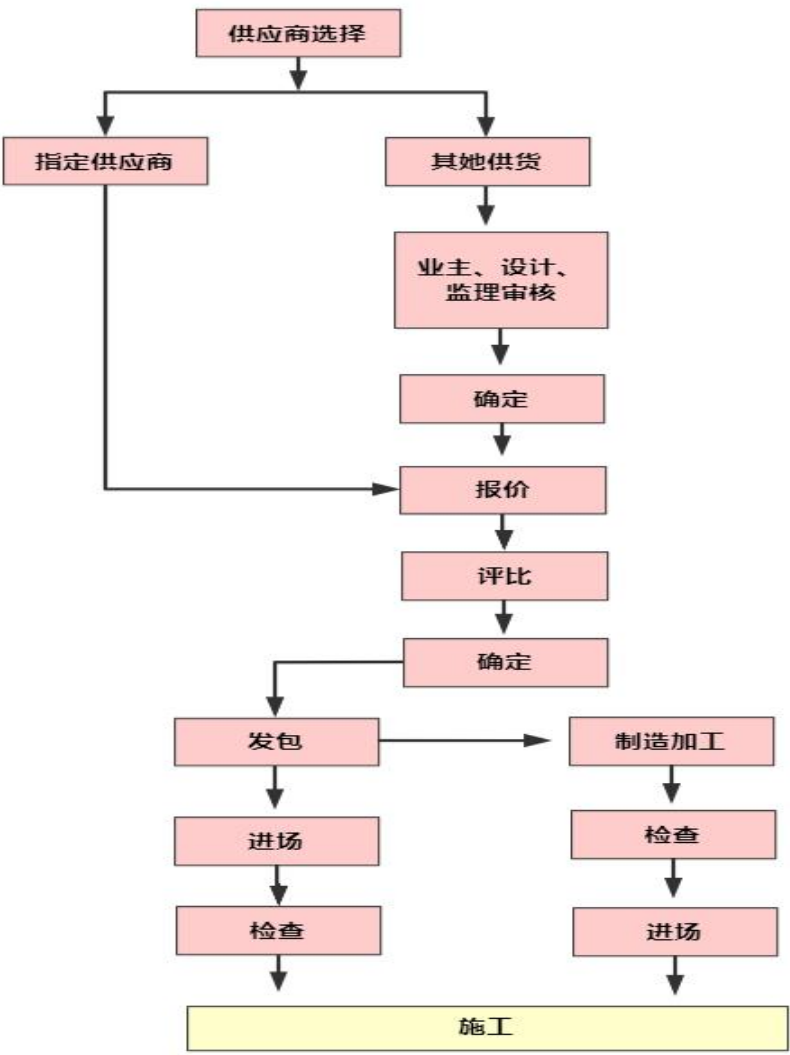 供应商选择
指定供应商
其她供货
业主、设计、
监理审核
确定
报价
评比
确定
发包
制造加工
进场
检查
检查
进场
施工